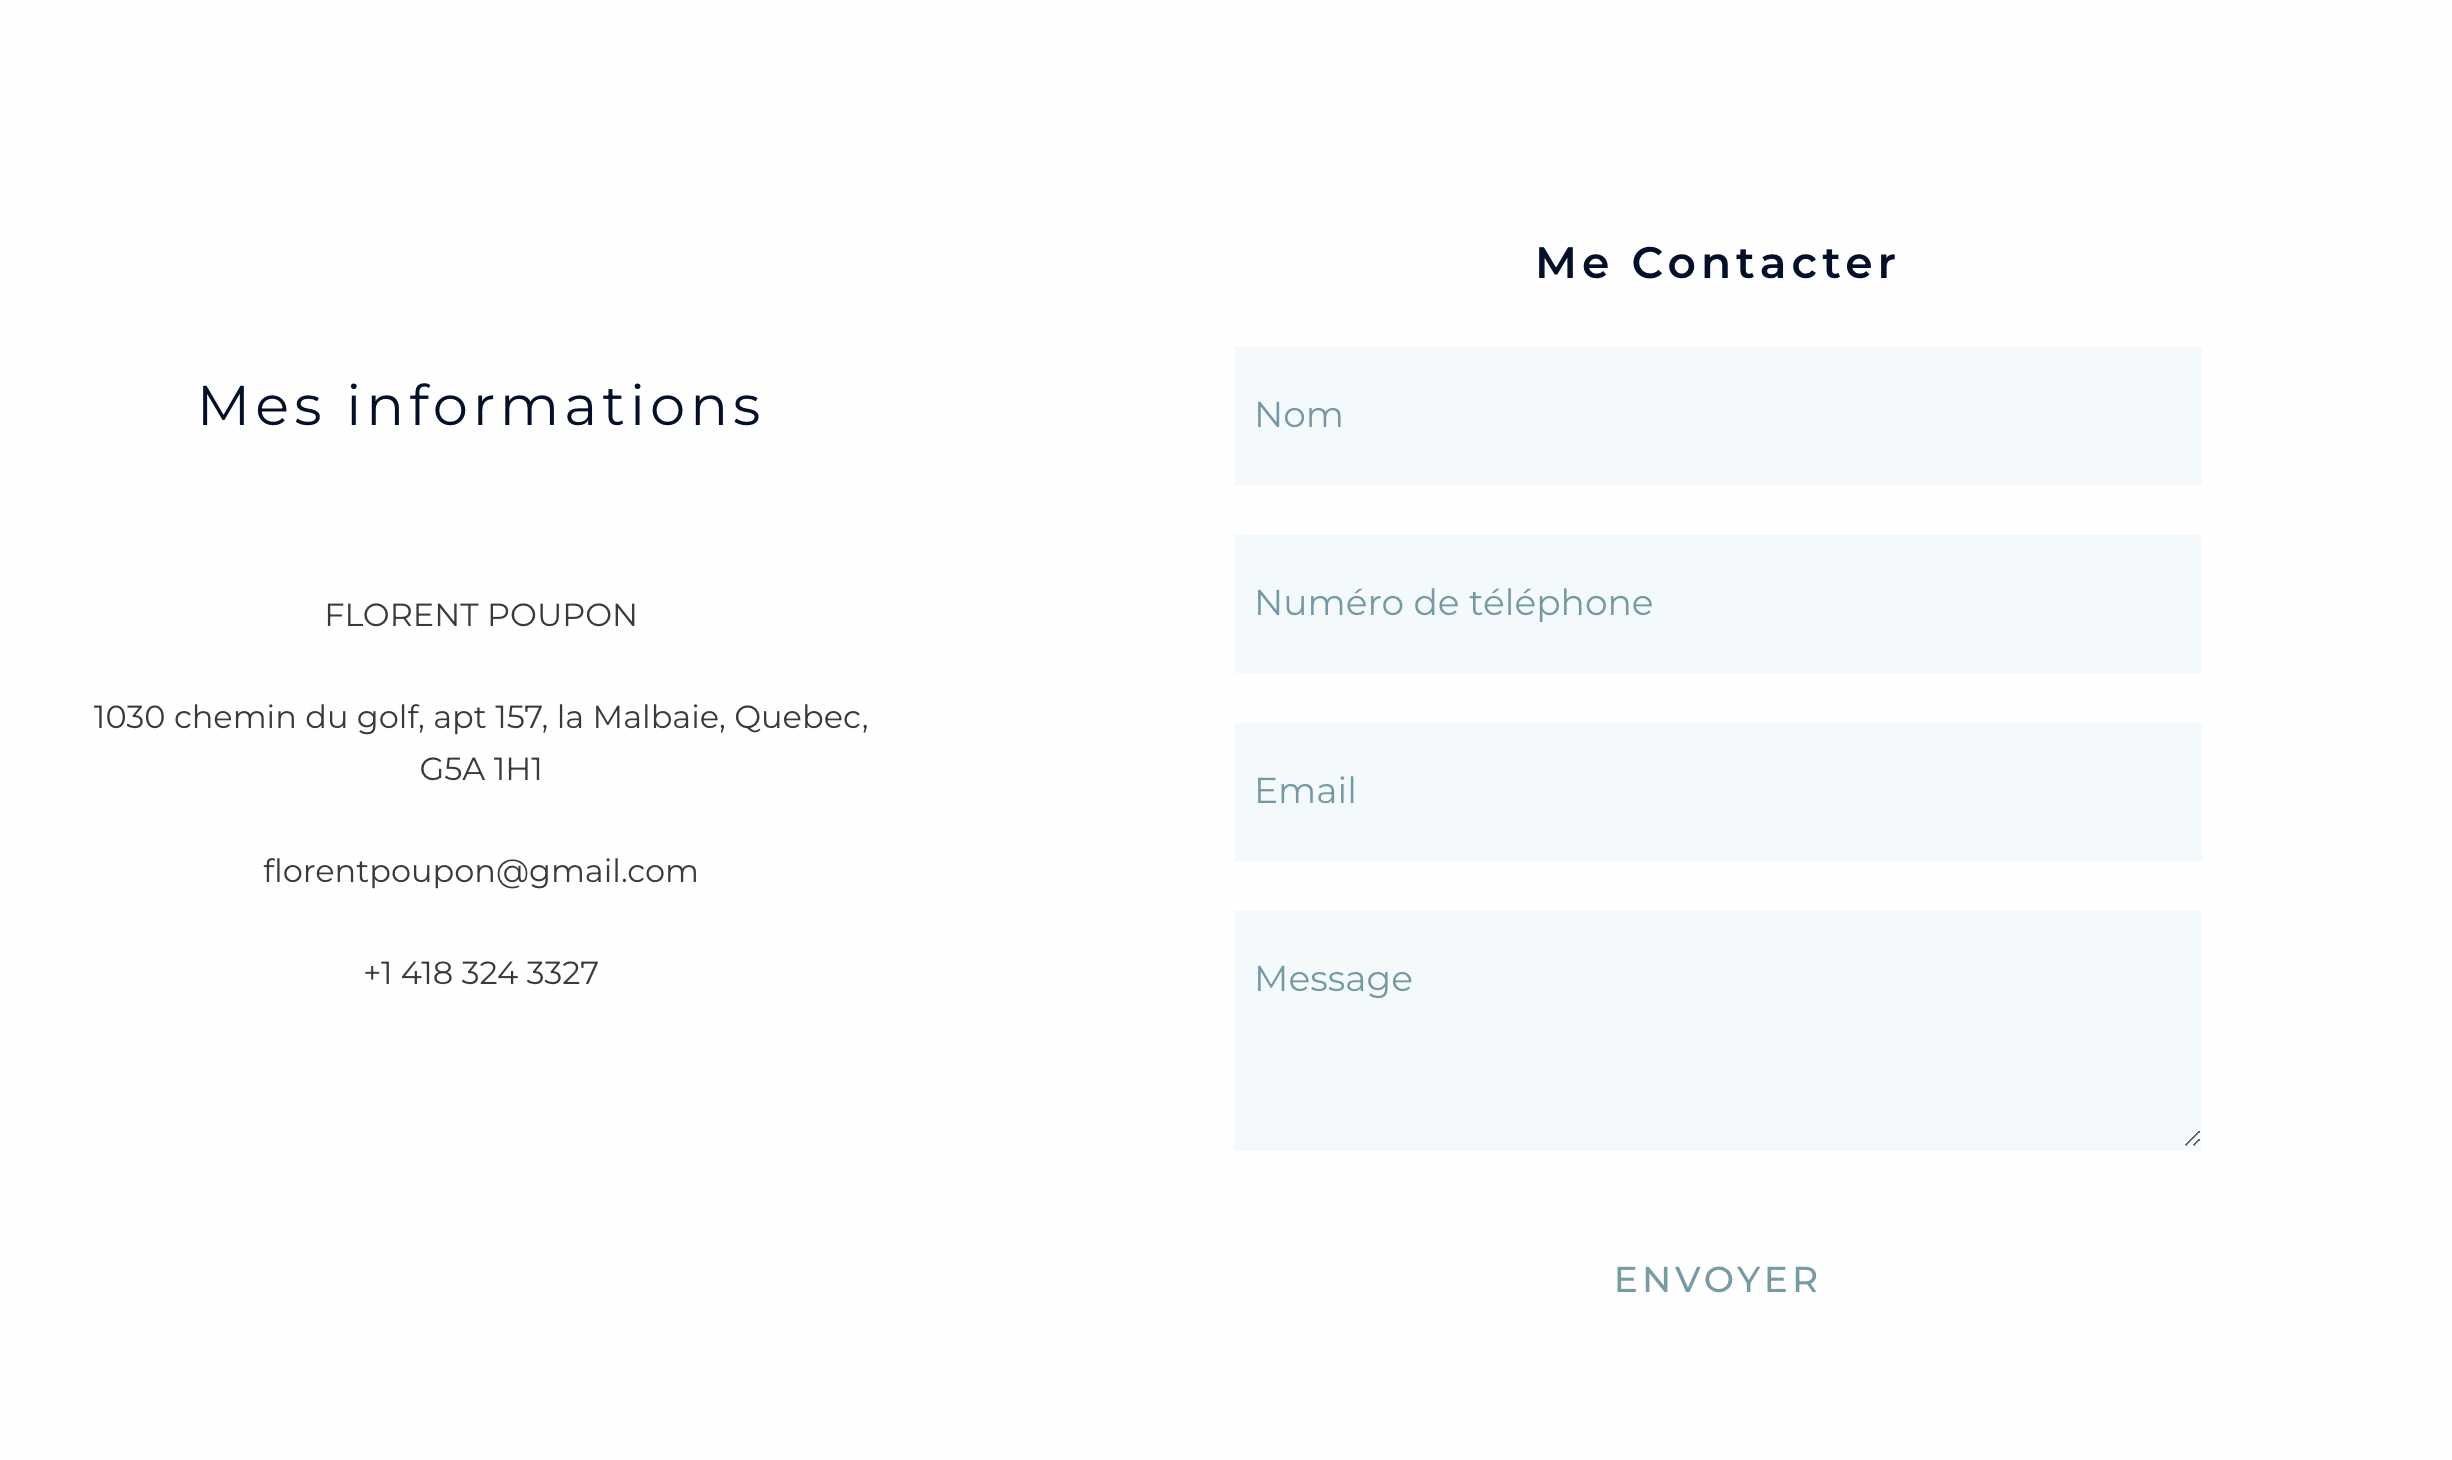 Mes informations
FLORENT POUPON
1030 chemin du golf, apt 157, la Malbaie, Quebec,
G5A 1H1
florentpoupon@gmail.com
+1 418 324 3327
Me Contacter
Nom
Numéro de téléphone
Email
Message
ENVOYER